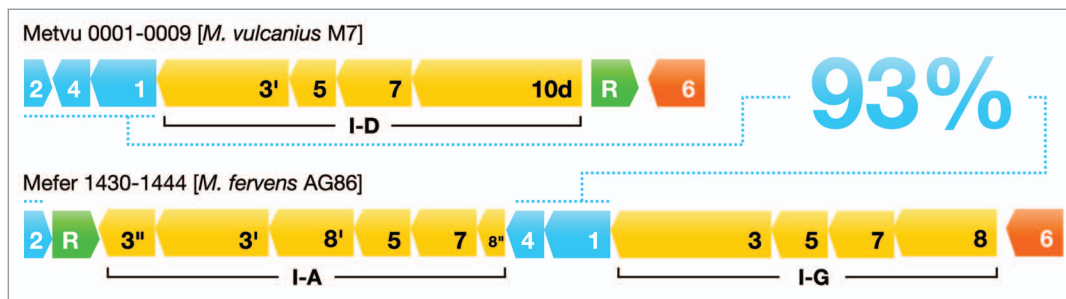 Metvu 0001-0009 [M. vulcanius M7]
2 4 1 3' 5 7 10d R 6
I-D
93%
Mefer 1430-1444 [M. fervens AG86]
2 R 3" 3' 8' 5 7 8" 4 1 3 5 7 8 6
I-A I-G